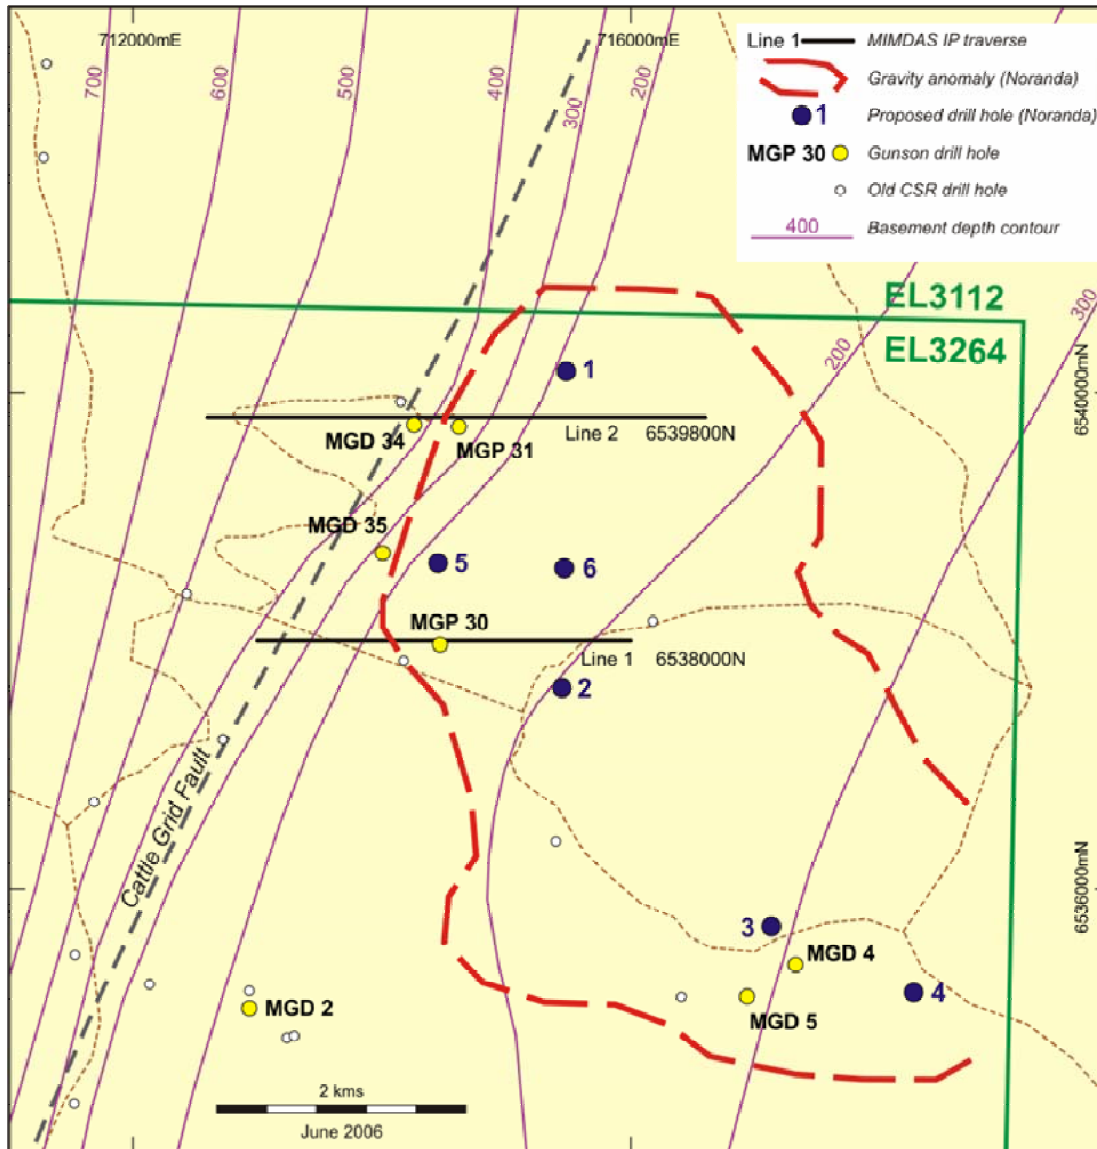 712000mE
716000mE
Line 1 MIMDAS IP traverse
Gravity anomaly (Noranda)
1 Proposed drill hole (Noranda)
MGP 30 Gunson drill hole
Old CSR drill hole
400 Basement depth contour
700
600
500
400
300
EL3112
EL3264
200
300
6540000mN
1
MGD 34
MGP 31
Line 2 6539800N
MGD 35
5
6
MGP 30
Line 1 6538000N
2
Cattle Grid Fault
6536000mN
3
MGD 4
4
MGD 5
MGD 2
2 kms
June 2006